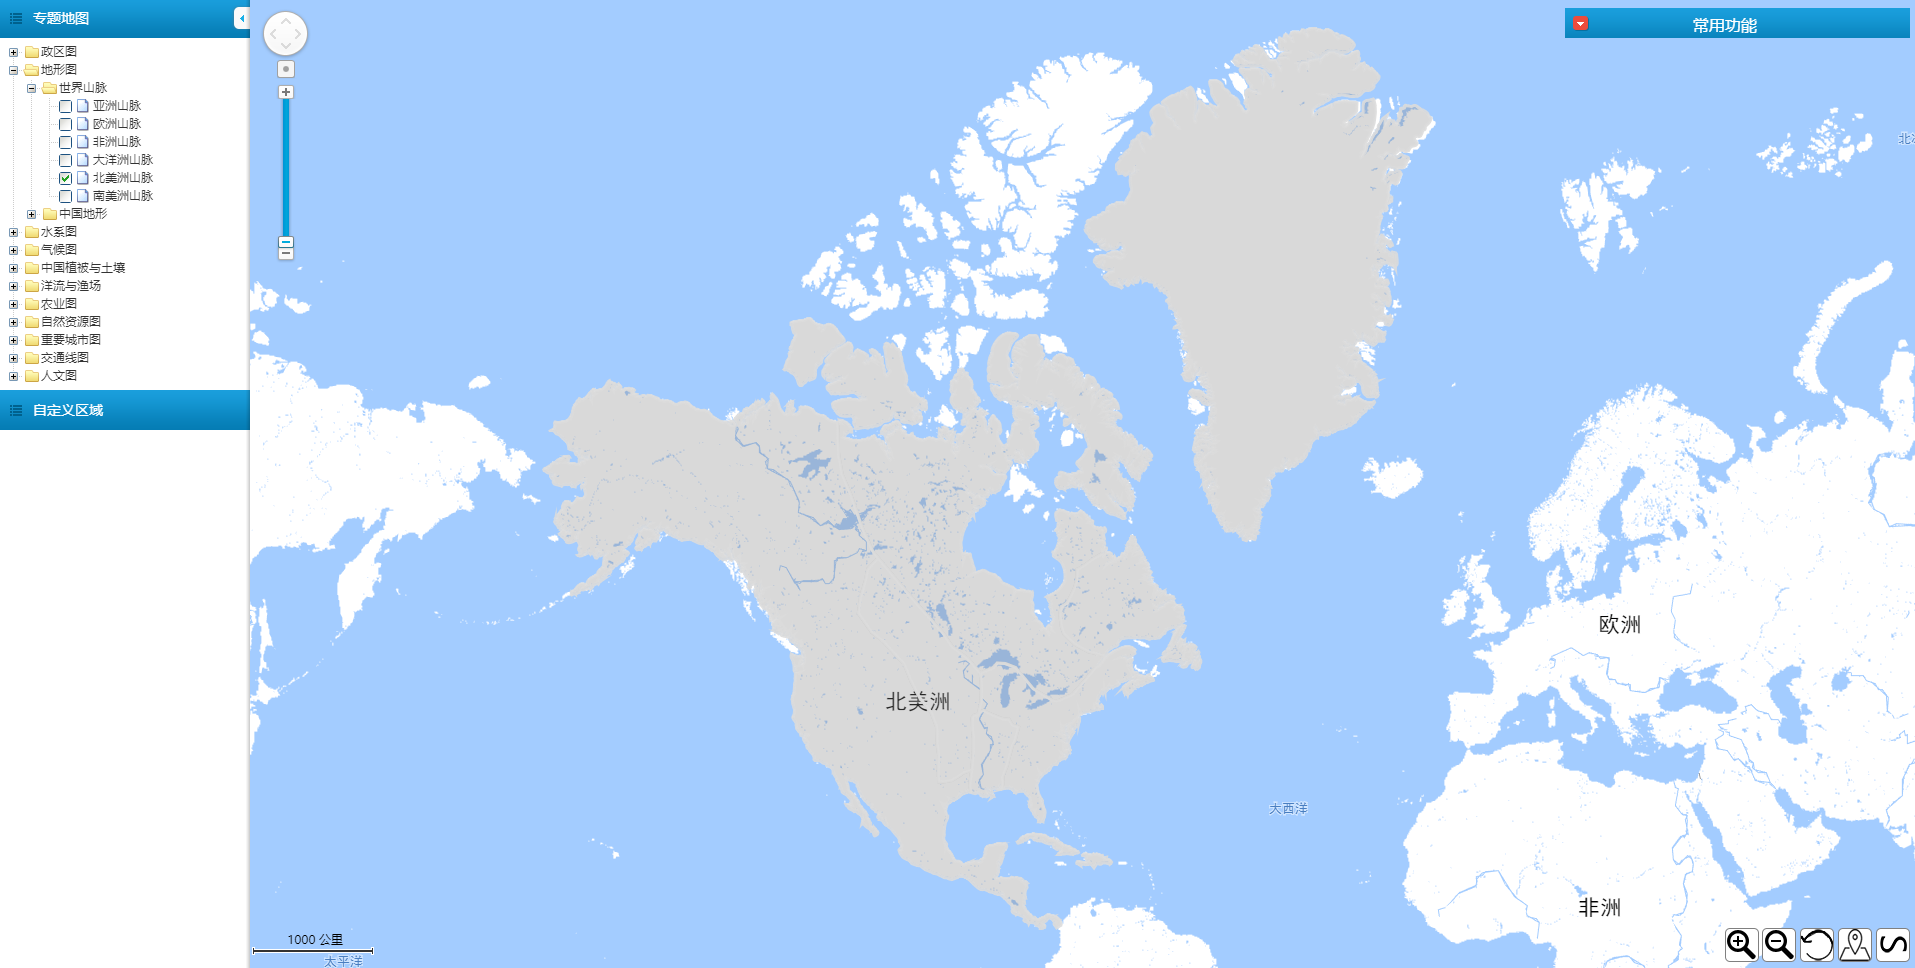 专题地图
政区图
地形图
世界山脉
亚洲山脉
欧洲山脉
非洲山脉
大洋洲山脉
北美洲山脉
南美洲山脉
中国地形
水系图
气候图
中国植被与土壤
洋流与渔场
农业图
自然资源图
重要城市图
交通线图
人文图
自定义区域
常用功能
欧洲
北美洲
大西洋
非洲
1000 公里
太平洋